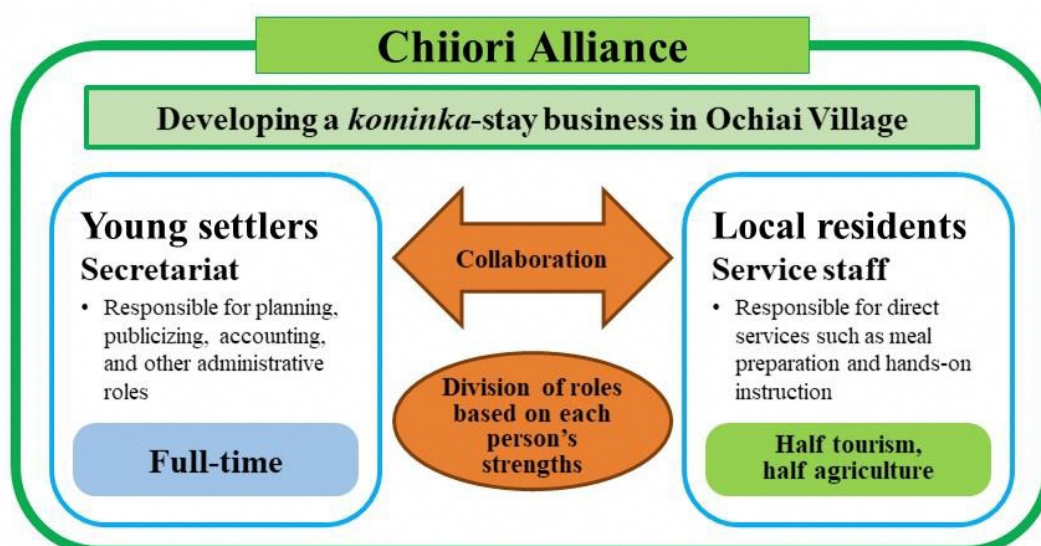 Chiiori Alliance
Developing a kominka-stay business in Ochiai Village
Young settlers
Secretariat
• Responsible for planning,
publicizing, accounting,
and other administrative
roles
Full-time
Collaboration
Division of roles
based on each
person's
strengths
Local residents
Service staff
• Responsible for direct
services such as meal
preparation and hands-on
instruction
Half tourism,
half agriculture